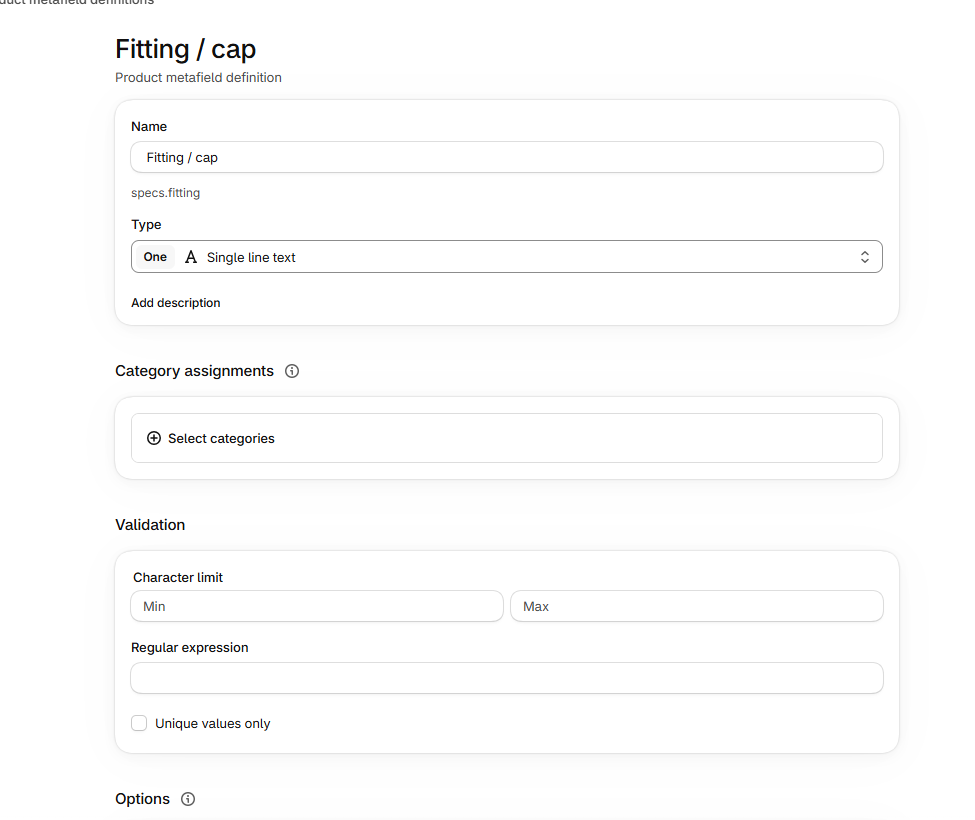 product metafield definitions
Fitting / cap
Product metafield definition
Name
Fitting / cap
specs.fitting
Type
One A Single line text
Add description
Category assignments
Select categories
Validation
Character limit
Min Max
Regular expression
Unique values only
Options